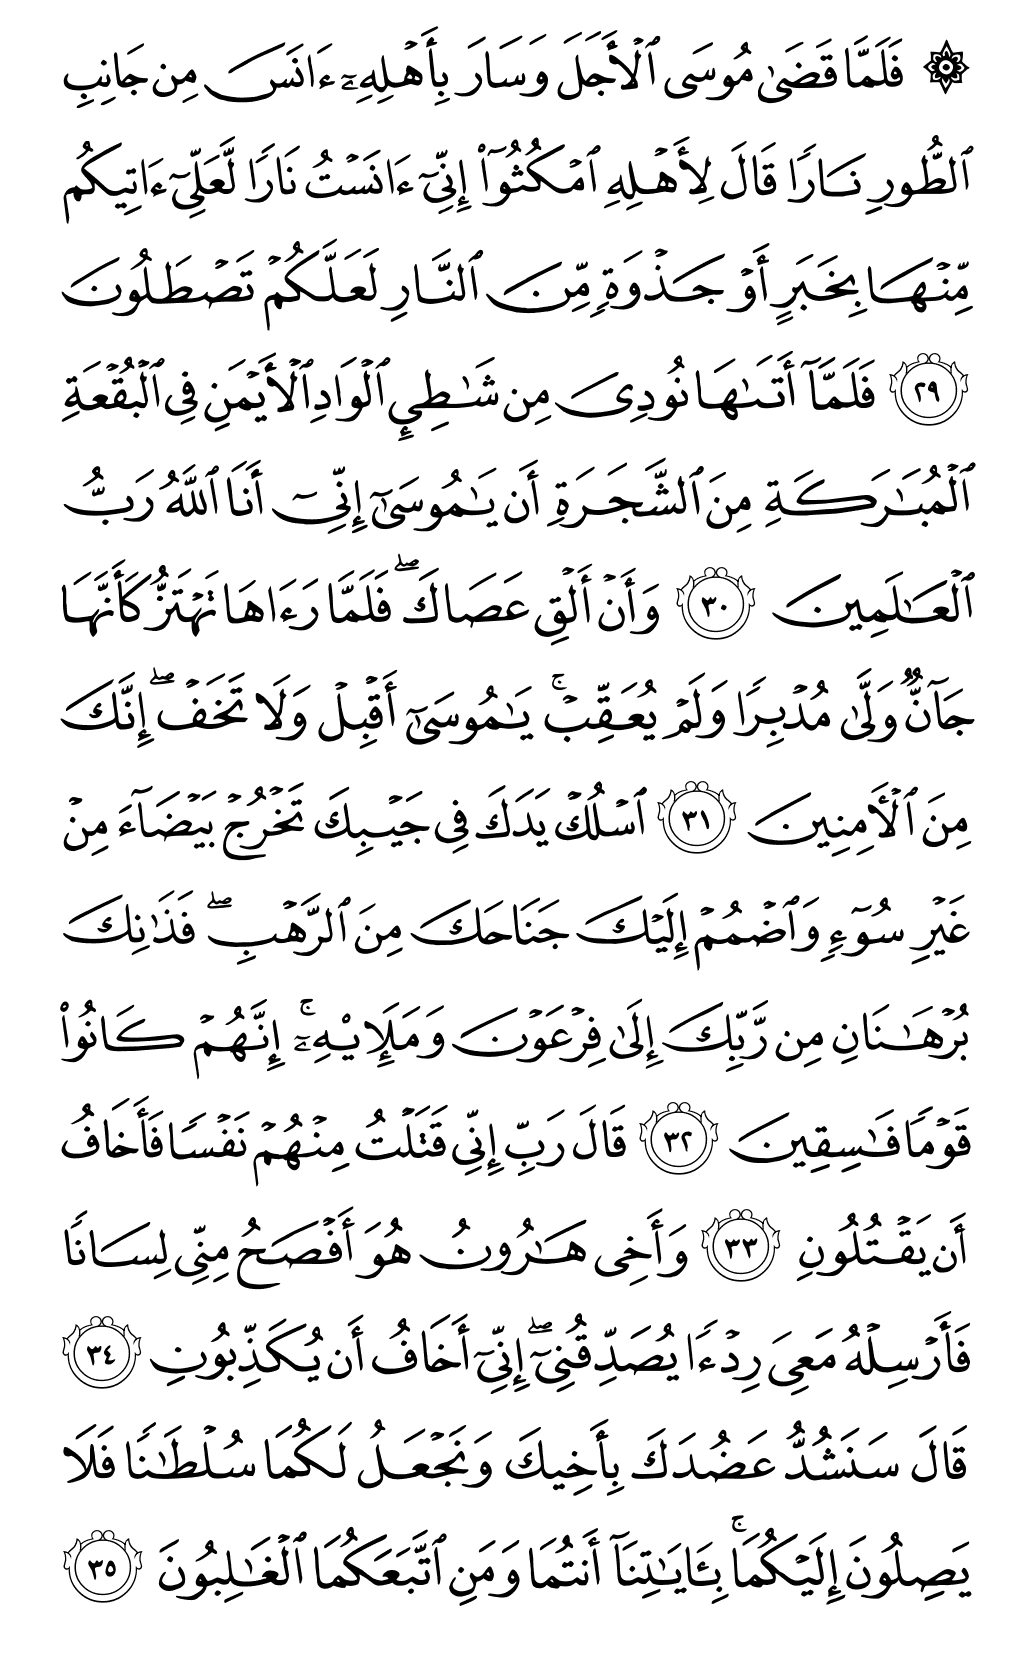 ۞ فَلَمَّا قَضَىٰ مُوسَى ٱلْأَجَلَ وَسَارَ بِأَهْلِهِۦٓ ءَانَسَ مِن جَانِبِ
ٱلطُّورِ نَارًا قَالَ لِأَهْلِهِ ٱمْكُثُوٓا۟ إِنِّىٓ ءَانَسْتُ نَارًا لَّعَلِّىٓ ءَاتِيكُم
مِّنْهَا بِخَبَرٍ أَوْ جَذْوَةٍ مِّنَ ٱلنَّارِ لَعَلَّكُمْ تَصْطَلُونَ
٢٩ فَلَمَّآ أَتَىٰهَا نُودِىَ مِن شَـٰطِئِ ٱلْوَادِ ٱلْأَيْمَنِ فِى ٱلْبُقْعَةِ
ٱلْمُبَـٰرَكَةِ مِنَ ٱلشَّجَرَةِ أَن يَـٰمُوسَىٰٓ إِنِّىٓ أَنَا ٱللَّهُ رَبُّ
ٱلْعَـٰلَمِينَ ٣٠ وَأَنْ أَلْقِ عَصَاكَ ۖ فَلَمَّا رَءَاهَا تَهْتَزُّ كَأَنَّهَا
جَآنٌّ وَلَّىٰ مُدْبِرًا وَلَمْ يُعَقِّبْ ۚ يَـٰمُوسَىٰٓ أَقْبِلْ وَلَا تَخَفْ ۖ إِنَّكَ
مِنَ ٱلْـَٔامِنِينَ ٣١ ٱسْلُكْ يَدَكَ فِى جَيْبِكَ تَخْرُجْ بَيْضَآءَ مِنْ
غَيْرِ سُوٓءٍ وَٱضْمُمْ إِلَيْكَ جَنَاحَكَ مِنَ ٱلرَّهْبِ ۖ فَذَٰنِكَ
بُرْهَـٰنَانِ مِن رَّبِّكَ إِلَىٰ فِرْعَوْنَ وَمَلَإِي۟هِۦٓ ۚ إِنَّهُمْ كَانُوا۟
قَوْمًا فَـٰسِقِينَ ٣٢ قَالَ رَبِّ إِنِّى قَتَلْتُ مِنْهُمْ نَفْسًا فَأَخَافُ
أَن يَقْتُلُونِ ٣٣ وَأَخِى هَـٰرُونُ هُوَ أَفْصَحُ مِنِّى لِسَانًا
فَأَرْسِلْهُ مَعِىَ رِدْءًا يُصَدِّقُنِىٓ ۖ إِنِّىٓ أَخَافُ أَن يُكَذِّبُونِ ٣٤
قَالَ سَنَشُدُّ عَضُدَكَ بِأَخِيكَ وَنَجْعَلُ لَكُمَا سُلْطَـٰنًا فَلَا
يَصِلُونَ إِلَيْكُمَا ۚ بِـَٔايَـٰتِنَآ أَنتُمَا وَمَنِ ٱتَّبَعَكُمَا ٱلْغَـٰلِبُونَ ٣٥